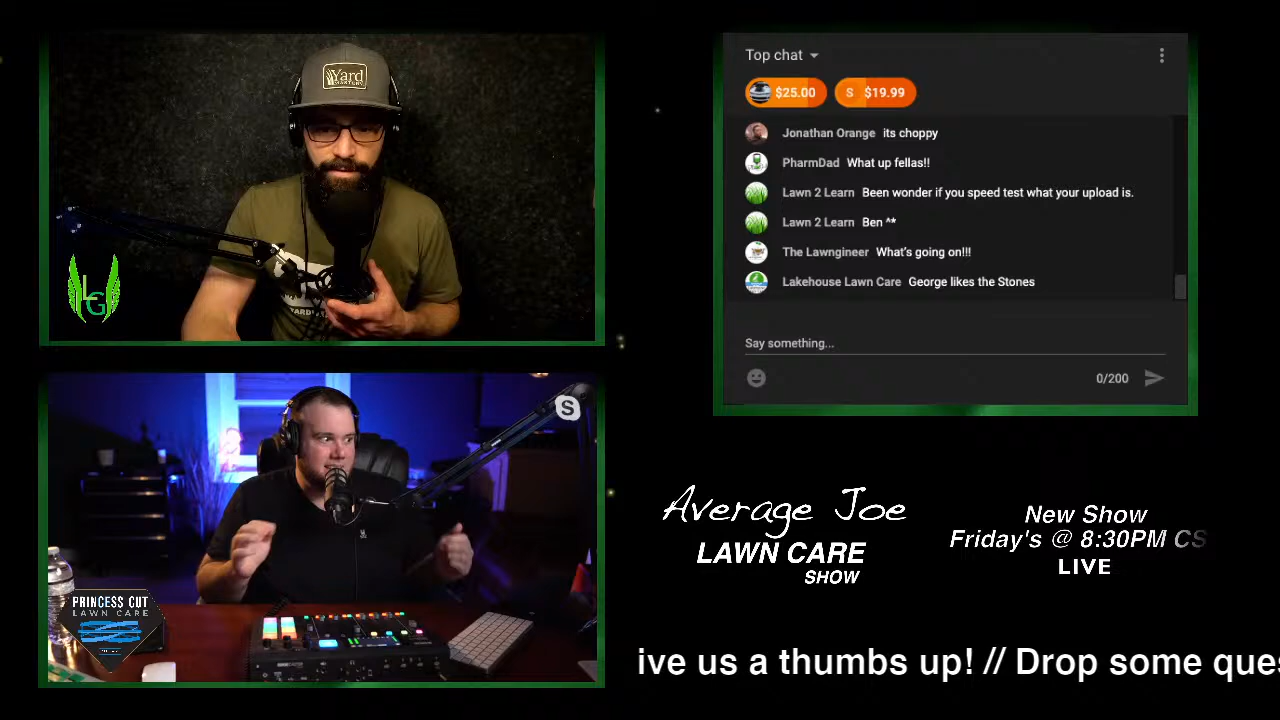 Yard
LG
Top chat
$25.00
S $19.99
Jonathan Orange its choppy
PharmDad What up fellas!!
Lawn 2 Learn Been wonder if you speed test what your upload is.
Lawn 2 Learn Ben ^^
The Lawngineer What's going on!!!
Lakehouse Lawn Care George likes the Stones
Say something...
0/200
S
PRINCESS CUT
LAWN CARE
Average Joe
LAWN CARE
SHOW
New Show
Friday's @ 8:30PM CS
LIVE
ive us a thumbs up! // Drop some ques